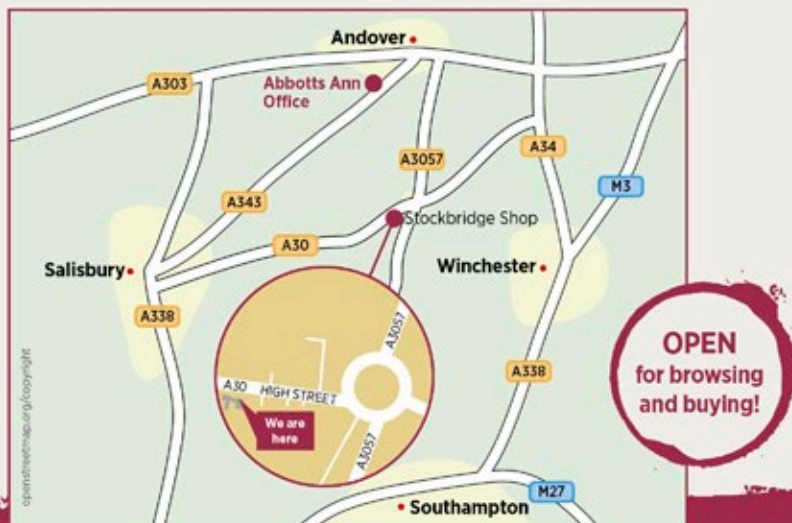 Andover
A303
Abbotts Ann
Office
A3057
A34
M3
A343
Stockbridge Shop
A30
Salisbury
Winchester
A338
A3057
OPEN
for browsing
and buying!
A338
A30 HIGH STREET
We are
here
A3057
openstreetmap.org/copyright
M27
Southampton